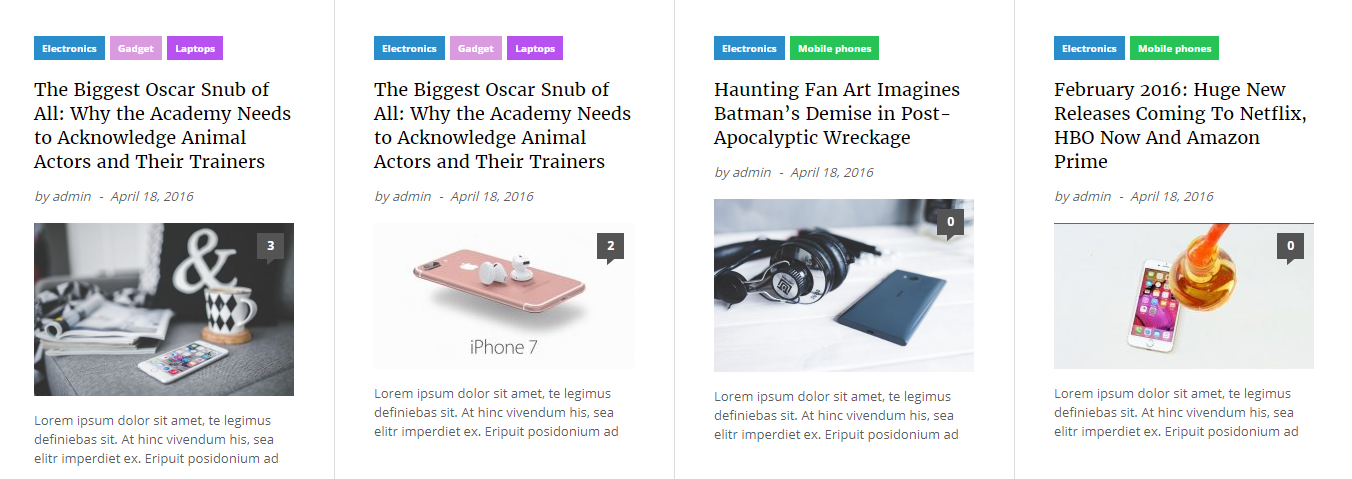 Electronics Gadget Laptops
The Biggest Oscar Snub of
All: Why the Academy Needs
to Acknowledge Animal
Actors and Their Trainers
by admin - April 18, 2016
&
3
Lorem ipsum dolor sit amet, te legimus
definiebas sit. At hinc vivendum his, sea
elitr imperdiet ex. Eripuit posidonium ad
Electronics Gadget Laptops
The Biggest Oscar Snub of
All: Why the Academy Needs
to Acknowledge Animal
Actors and Their Trainers
by admin - April 18, 2016
2
iPhone 7
Lorem ipsum dolor sit amet, te legimus
definiebas sit. At hinc vivendum his, sea
elitr imperdiet ex. Eripuit posidonium ad
Electronics Mobile phones
Haunting Fan Art Imagines
Batman’s Demise in Post-
Apocalyptic Wreckage
by admin - April 18, 2016
0
Lorem ipsum dolor sit amet, te legimus
definiebas sit. At hinc vivendum his, sea
elitr imperdiet ex. Eripuit posidonium ad
Electronics Mobile phones
February 2016: Huge New
Releases Coming To Netflix,
HBO Now And Amazon
Prime
by admin - April 18, 2016
0
Lorem ipsum dolor sit amet, te legimus
definiebas sit. At hinc vivendum his, sea
elitr imperdiet ex. Eripuit posidonium ad